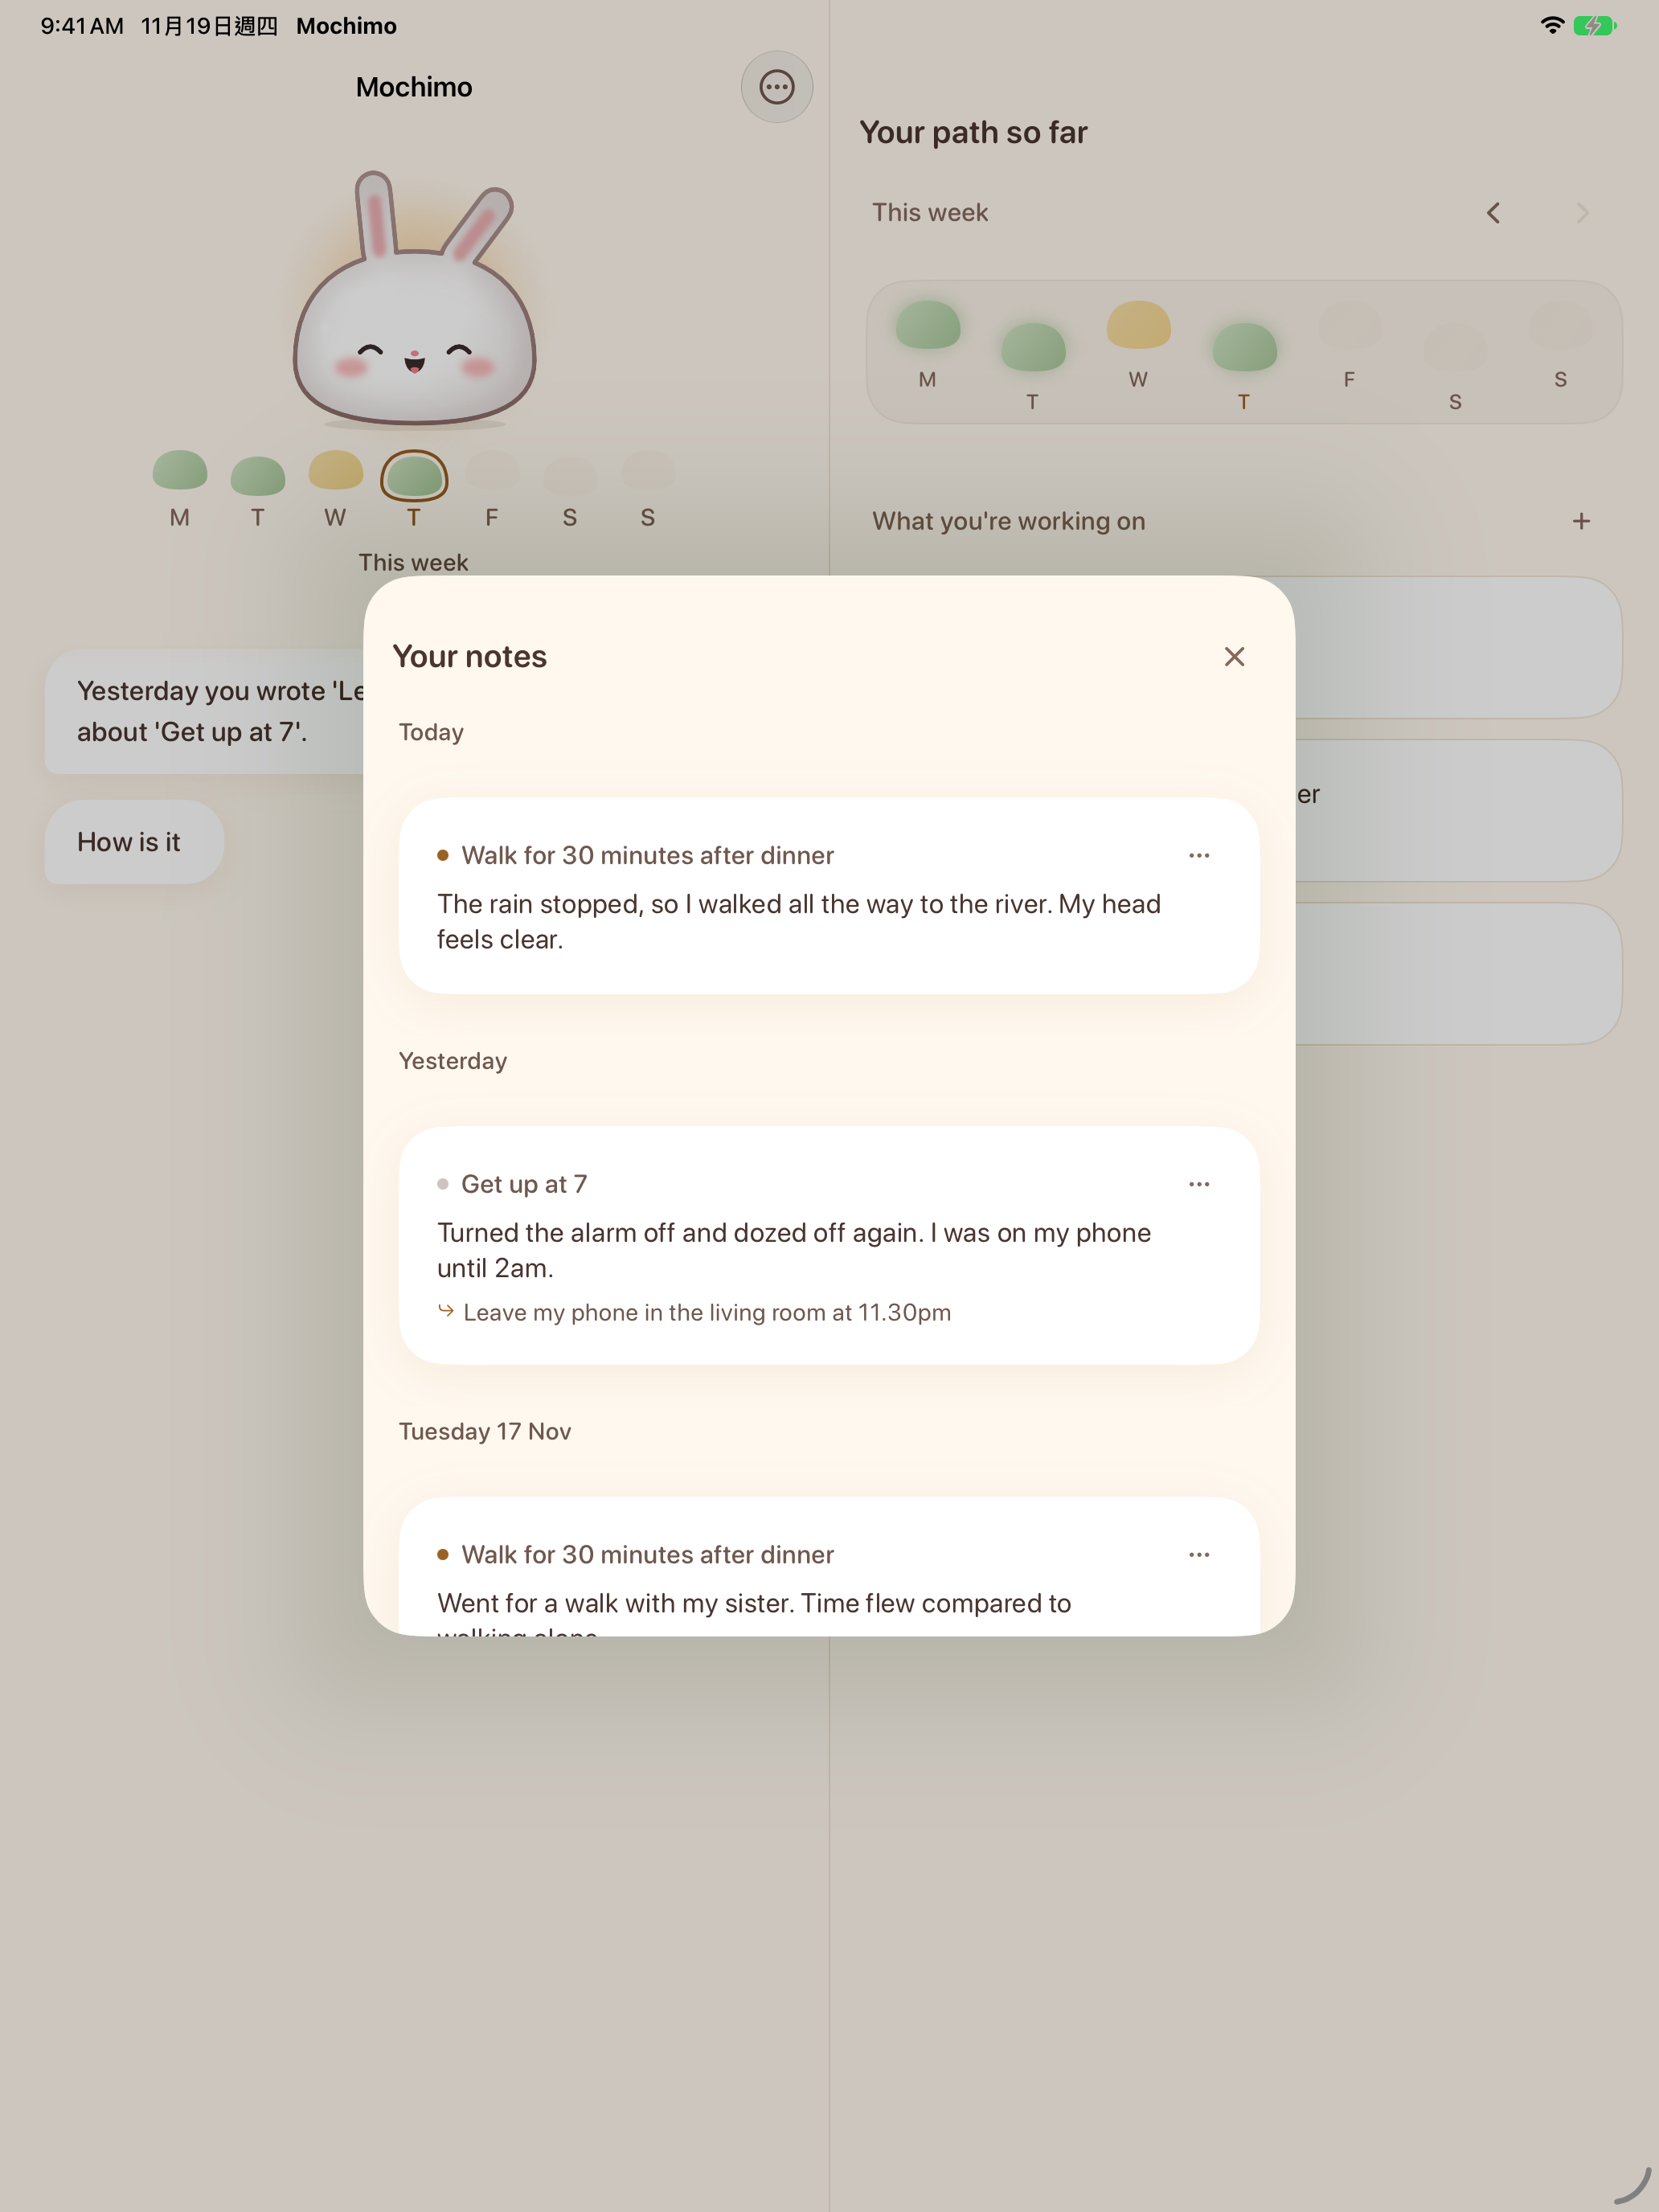 9:41 AM 11月19日週四 Mochimo
Mochimo
M T W T F S S
This week
Yesterday you wrote 'Le
about 'Get up at 7'.
How is it
Your path so far
This week
M T W T F S S
What you're working on
er
Your notes
Today
Walk for 30 minutes after dinner
The rain stopped, so I walked all the way to the river. My head
feels clear.
Yesterday
Get up at 7
Turned the alarm off and dozed off again. I was on my phone
until 2am.
Leave my phone in the living room at 11.30pm
Tuesday 17 Nov
Walk for 30 minutes after dinner
Went for a walk with my sister. Time flew compared to
walking alone